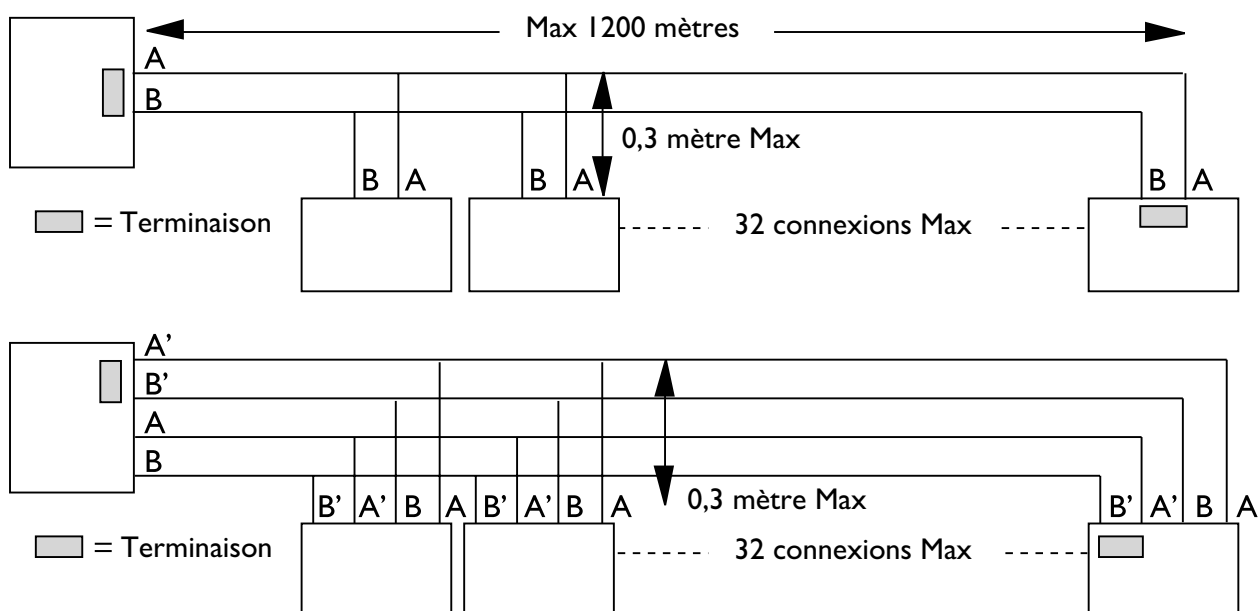 Max 1200 mètres
A
B
0,3 mètre Max
B A B A B A
= Terminaison
32 connexions Max
A’
B’
A
B
0,3 mètre Max
B’ A’ B A B’ A’ B A B’ A’ B A
= Terminaison
32 connexions Max